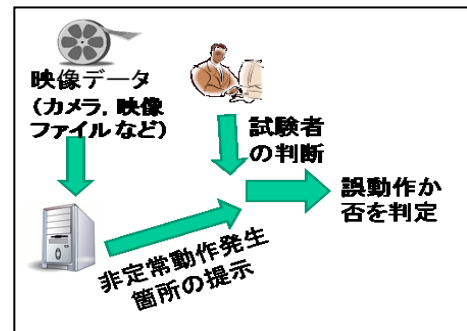 映像データ
(カメラ, 映像
ファイルなど)
試験者
の判断
誤動作か
否を判定
非定常動作発生
箇所の提示